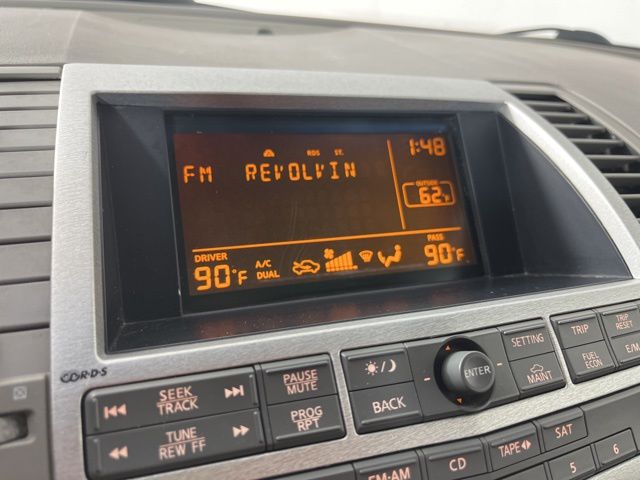 RDS ST. 1:48
FM REVOLVIN
OUTSIDE
62°F
DRIVER PASS
90°F A/C DUAL 90°F
CD R·D·S
SEEK TRACK
TUNE REW FF
PAUSE MUTE
PROG RPT
BACK
ENTER
SETTING
MAINT
TRIP
TRIP RESET
FUEL ECON
E/M
FM·AM
CD
TAPE
SAT
5
6